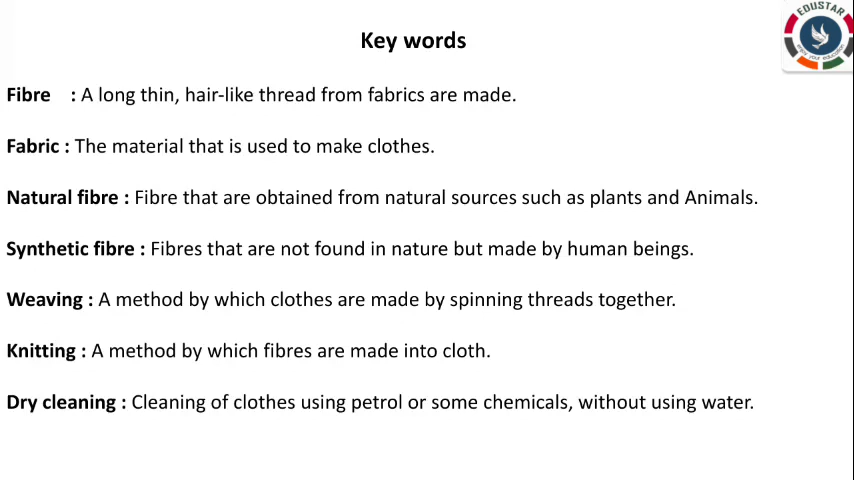 EDUSTAR
enjoy your education
Key words
Fibre : A long thin, hair-like thread from fabrics are made.
Fabric : The material that is used to make clothes.
Natural fibre : Fibre that are obtained from natural sources such as plants and Animals.
Synthetic fibre : Fibres that are not found in nature but made by human beings.
Weaving : A method by which clothes are made by spinning threads together.
Knitting : A method by which fibres are made into cloth.
Dry cleaning : Cleaning of clothes using petrol or some chemicals, without using water.